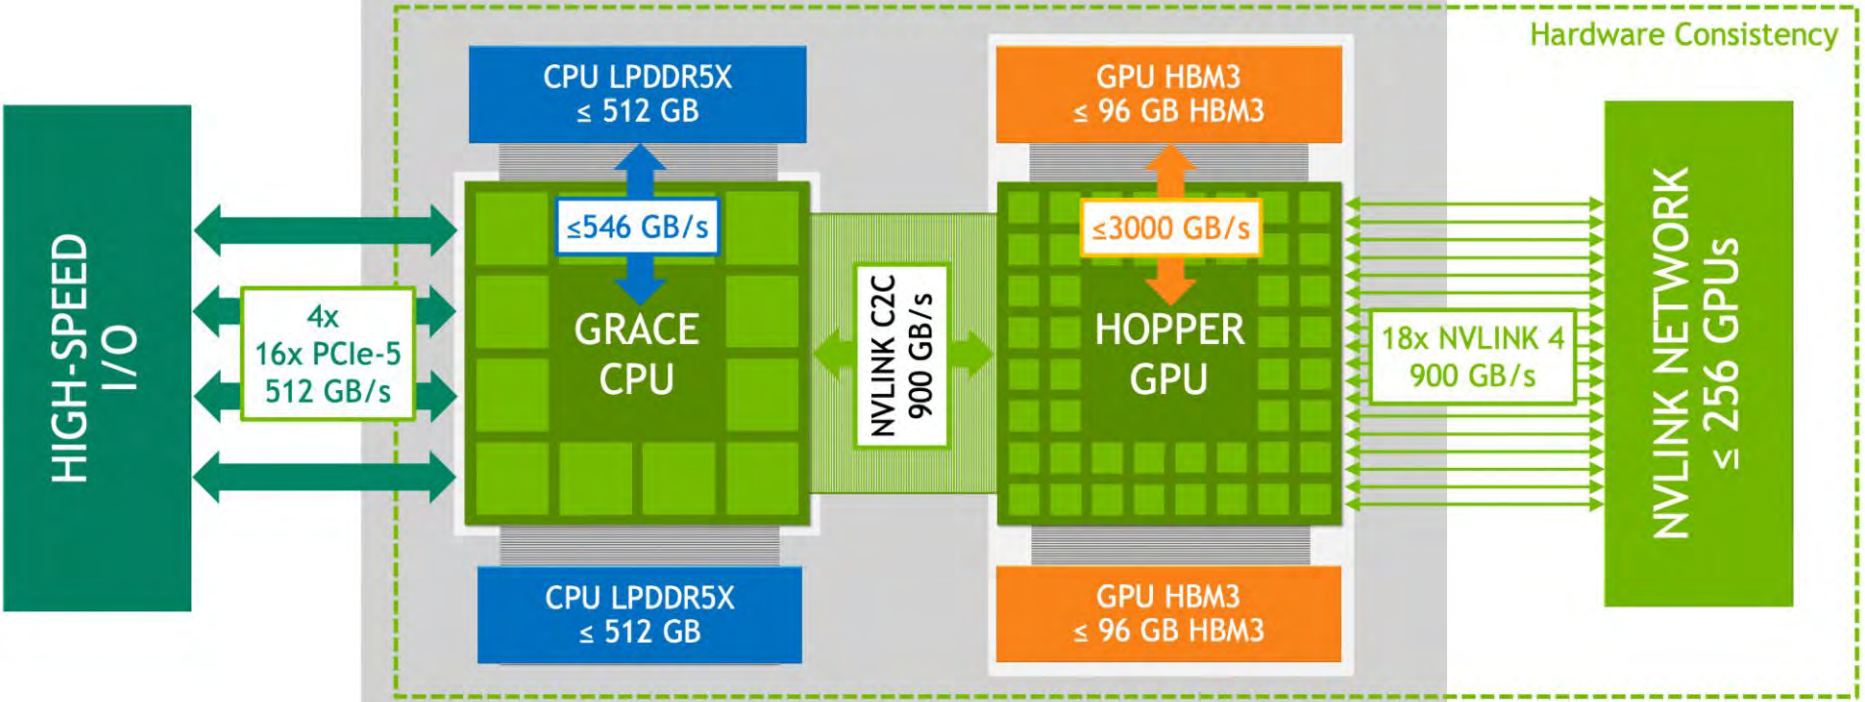 Hardware Consistency
CPU LPDDR5X
≤ 512 GB
GPU HBM3
≤ 96 GB HBM3
HIGH-SPEED
I/O
4x
16x PCIe-5
512 GB/s
≤546 GB/s
GRACE
CPU
NVLINK C2C
900 GB/s
≤3000 GB/s
HOPPER
GPU
18x NVLINK 4
900 GB/s
NVLINK NETWORK
≤ 256 GPUs
CPU LPDDR5X
≤ 512 GB
GPU HBM3
≤ 96 GB HBM3